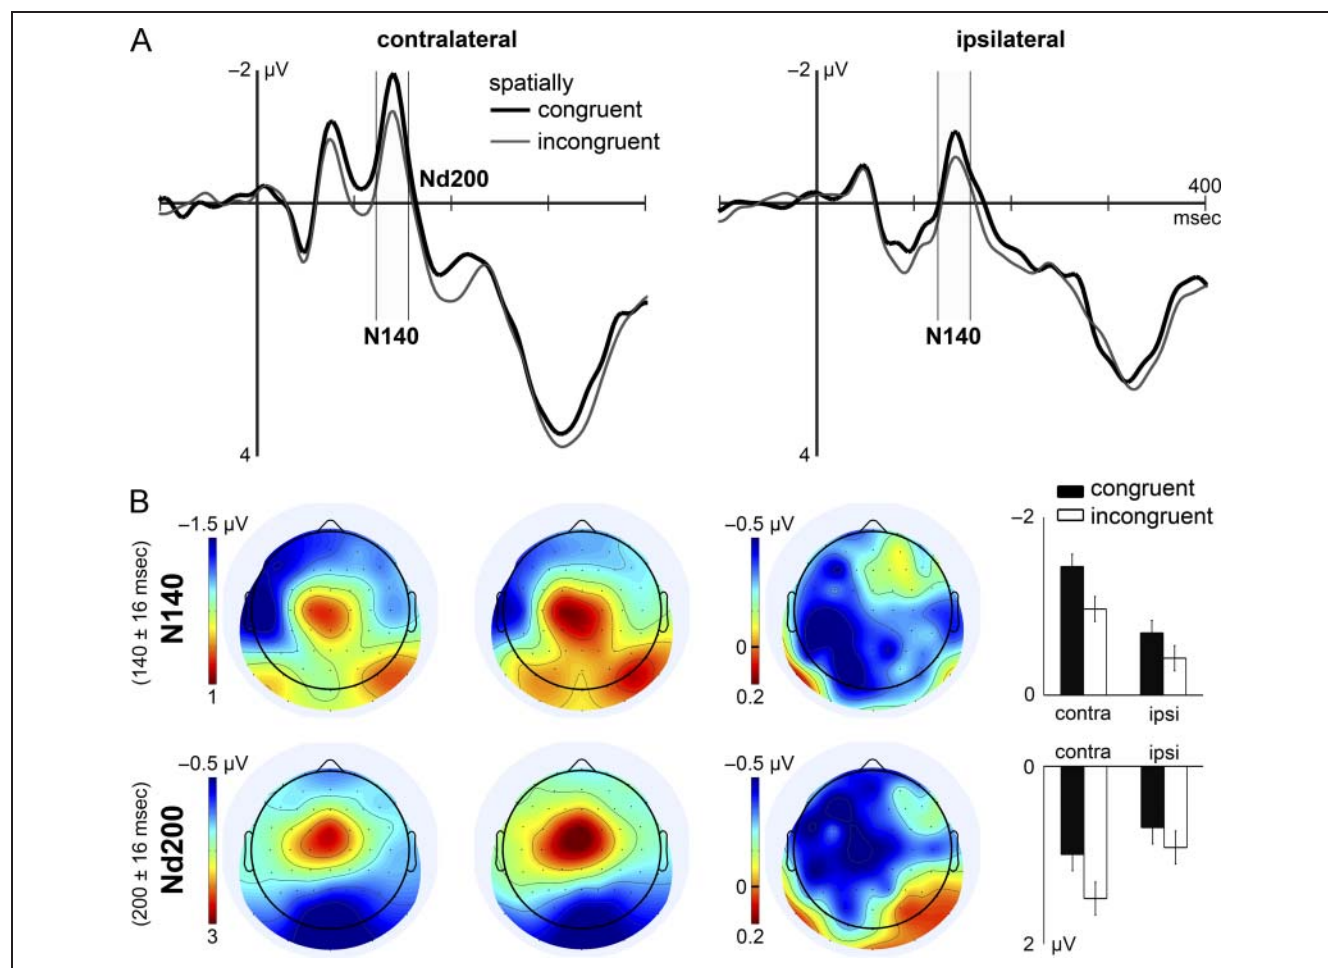 A
contralateral
ipsilateral
–2 µV
spatially
congruent
incongruent
Nd200
N140
4
–2 µV
400
msec
N140
4
B
(140 ± 16 msec)
N140
–1.5 µV
1
–0.5 µV
0
0.2
congruent
incongruent
–2
0
contra ipsi
(200 ± 16 msec)
Nd200
–0.5 µV
3
–0.5 µV
0
0.2
contra ipsi
0
2 µV